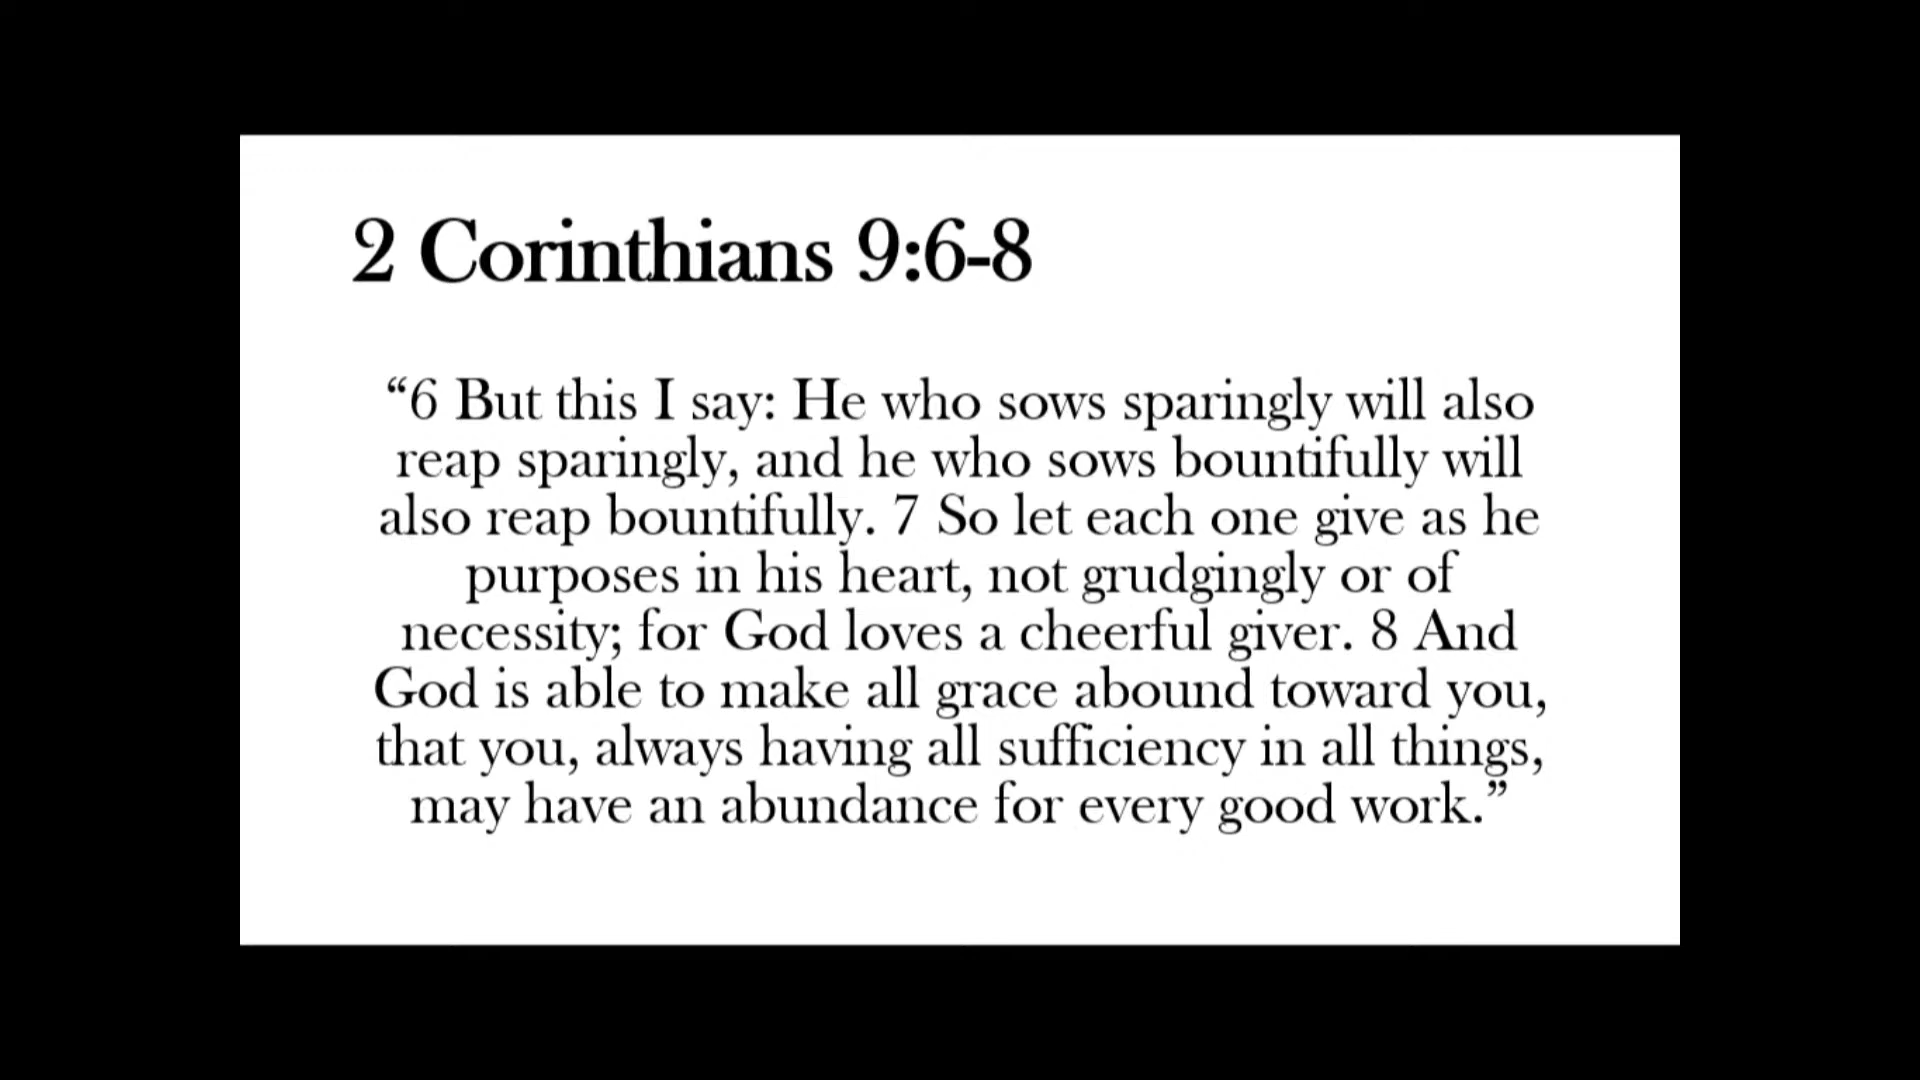 2 Corinthians 9:6-8
“6 But this I say: He who sows sparingly will also
reap sparingly, and he who sows bountifully will
also reap bountifully. 7 So let each one give as he
purposes in his heart, not grudgingly or of
necessity; for God loves a cheerful giver. 8 And
God is able to make all grace abound toward you,
that you, always having all sufficiency in all things,
may have an abundance for every good work.”